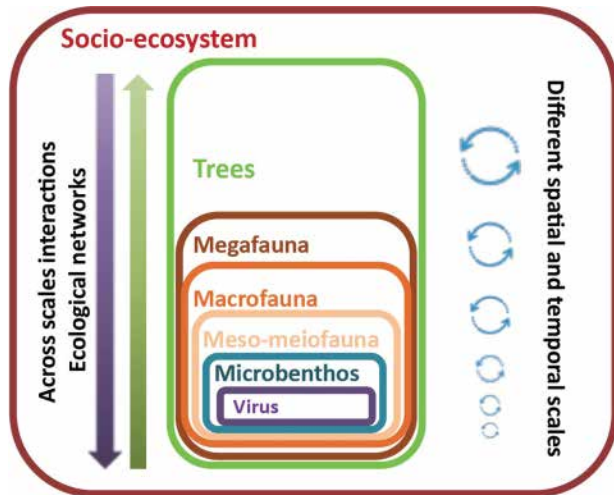 Socio-ecosystem
Across scales interactions
Ecological networks
Trees
Megafauna
Macrofauna
Meso-meiofauna
Microbenthos
Virus
Different spatial and temporal scales